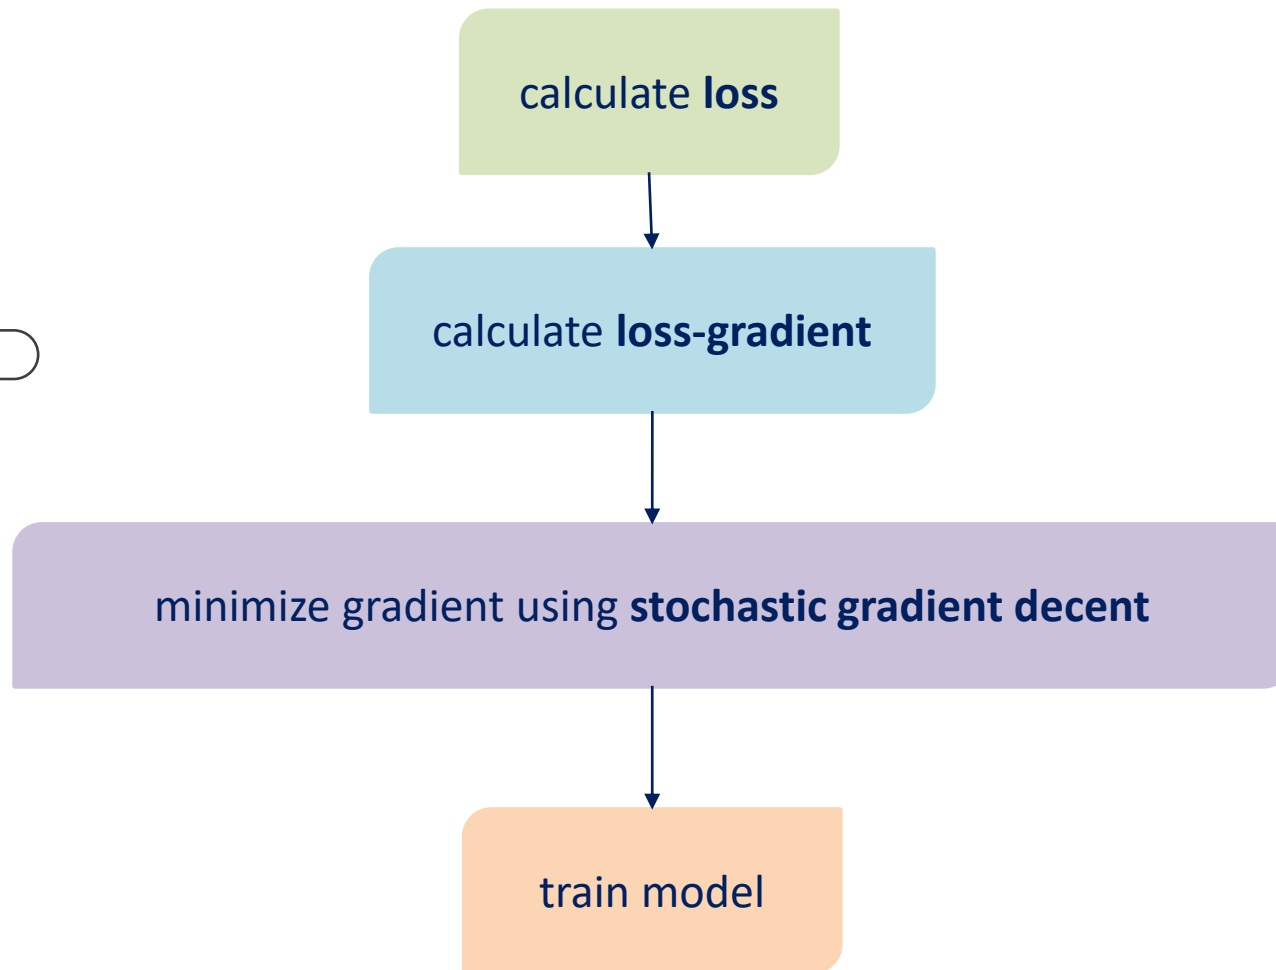 calculate loss
calculate loss-gradient
minimize gradient using stochastic gradient decent
train model